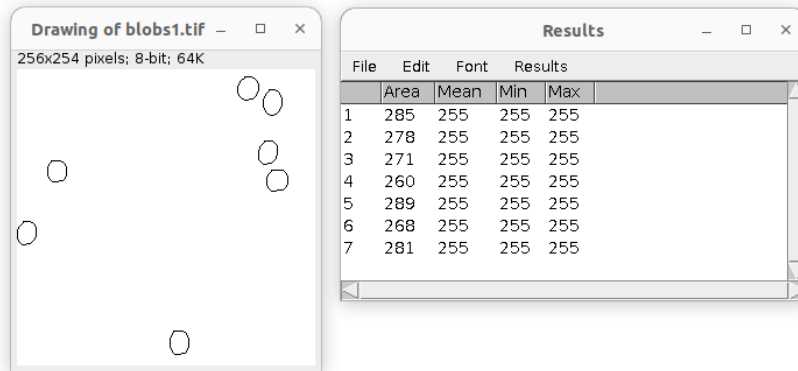 Drawing of blobs1.tif
256x254 pixels; 8-bit; 64K
Results
File Edit Font Results
Area Mean Min Max
1 285 255 255 255
2 278 255 255 255
3 271 255 255 255
4 260 255 255 255
5 289 255 255 255
6 268 255 255 255
7 281 255 255 255